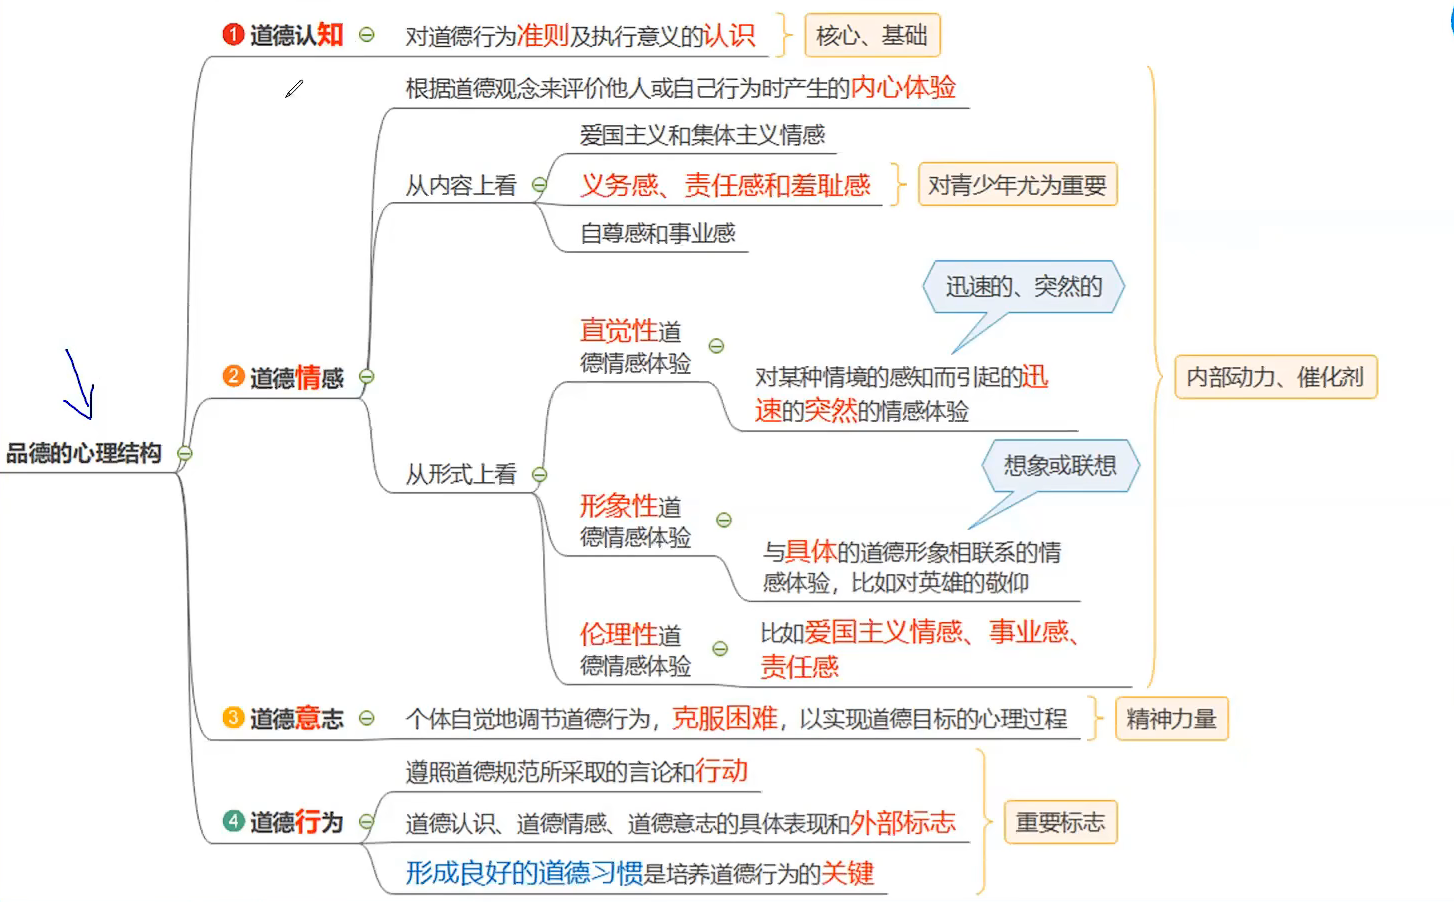 1 道德认知
对道德行为准则及执行意义的认识
核心、基础
根据道德观念来评价他人或自己行为时产生的内心体验
爱国主义和集体主义情感
从内容上看
义务感、责任感和羞耻感
对青少年尤为重要
自尊感和事业感
迅速的、突然的
直觉性道
德情感体验
对某种情境的感知而引起的迅
速的突然的情感体验
2 道德情感
内部动力、催化剂
品德的心理结构
从形式上看
想象或联想
形象性道
德情感体验
与具体的道德形象相联系的情
感体验，比如对英雄的敬仰
伦理性道
德情感体验
比如爱国主义情感、事业感、
责任感
3 道德意志
个体自觉地调节道德行为，克服困难，以实现道德目标的心理过程
精神力量
遵照道德规范所采取的言论和行动
4 道德行为
道德认识、道德情感、道德意志的具体表现和外部标志
重要标志
形成良好的道德习惯是培养道德行为的关键